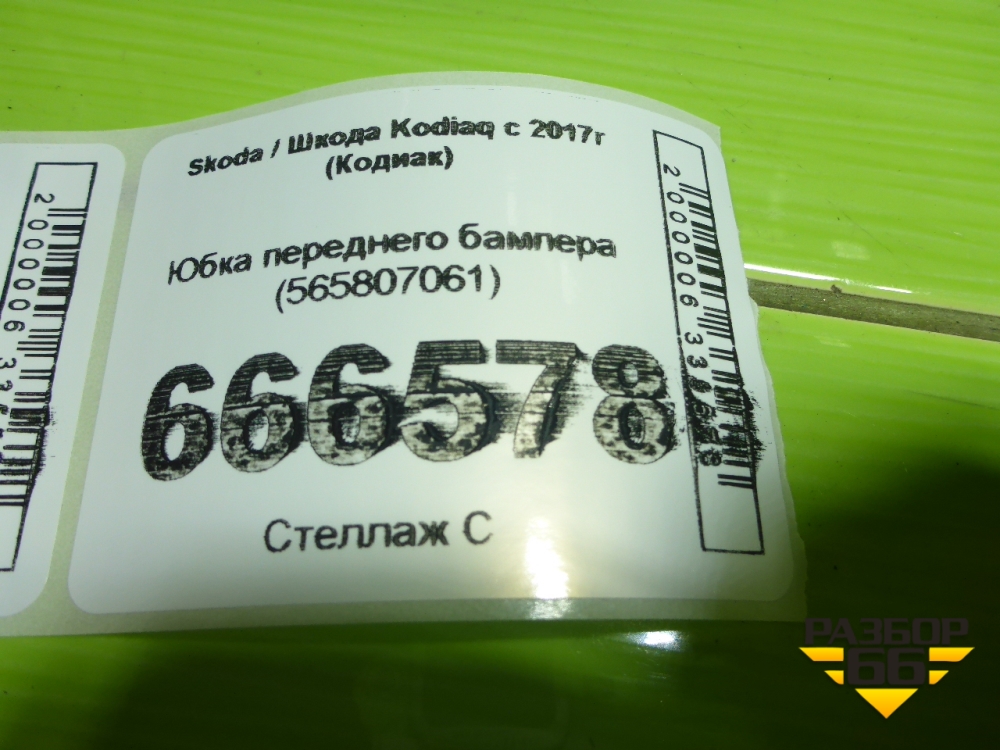 Skoda / Шкода Kodiaq с 2017г
(Кодиак)
Юбка переднего бампера
(565807061)
666578
Стеллаж С
РАЗБОР
66